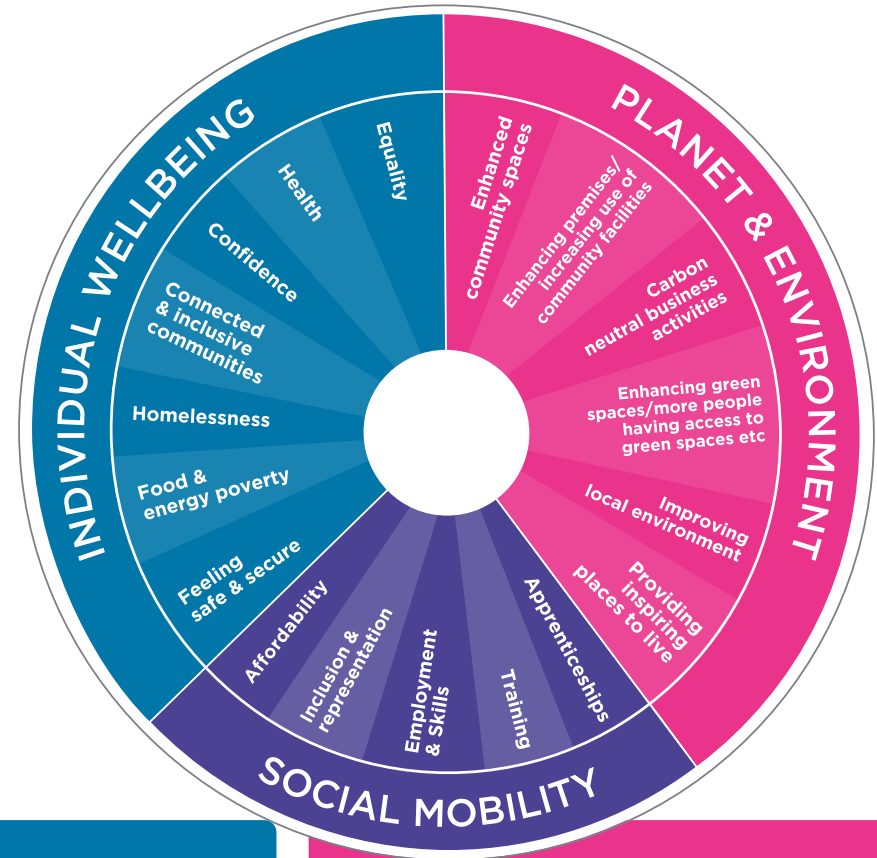 INDIVIDUAL WELLBEING
Equality
Health
Confidence
Connected
& inclusive
communities
Homelessness
Food &
energy poverty
Feeling
safe & secure
PLANET & ENVIRONMENT
Enhanced
community spaces
Enhancing premises/
increasing use of
community facilities
Carbon
neutral business
activities
Enhancing green
spaces/more people
having access to
green spaces etc
Improving
local environment
Providing
inspiring
places to live
SOCIAL MOBILITY
Affordability
Inclusion &
representation
Employment
& Skills
Training
Apprenticeships